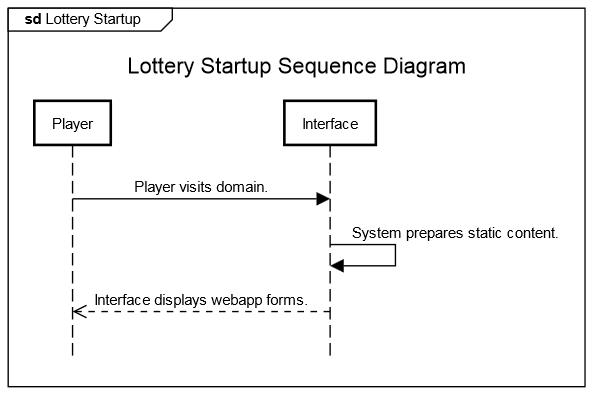 sd Lottery Startup
Lottery Startup Sequence Diagram
Player
Interface
Player visits domain.
System prepares static content.
Interface displays webapp forms.